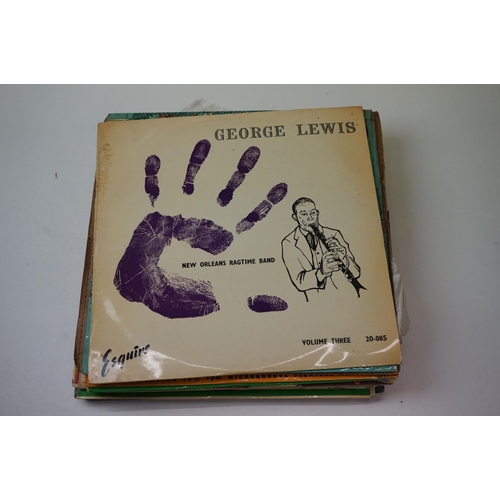 GEORGE LEWIS
NEW ORLEANS RAGTIME BAND
VOLUME THREE 20-085
Esquire